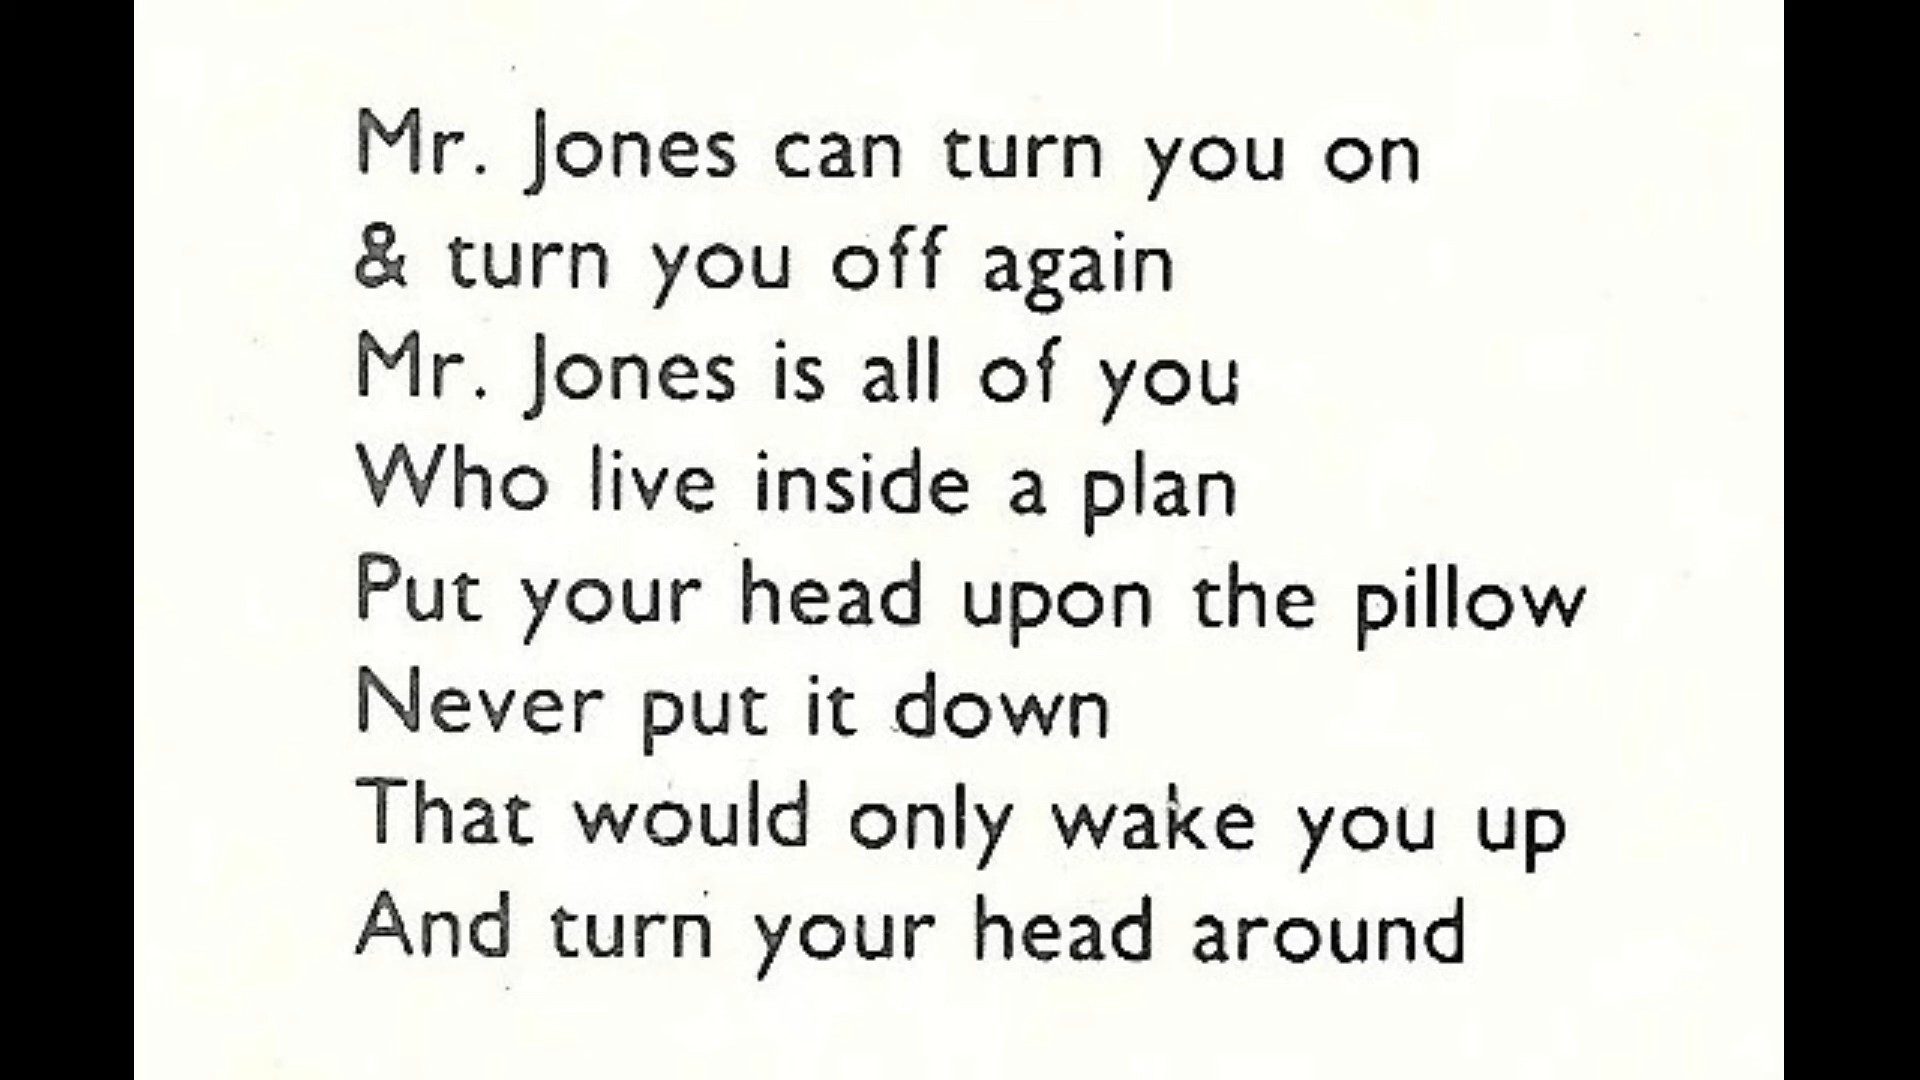 Mr. Jones can turn you on
& turn you off again
Mr. Jones is all of you
Who live inside a plan
Put your head upon the pillow
Never put it down
That would only wake you up
And turn your head around